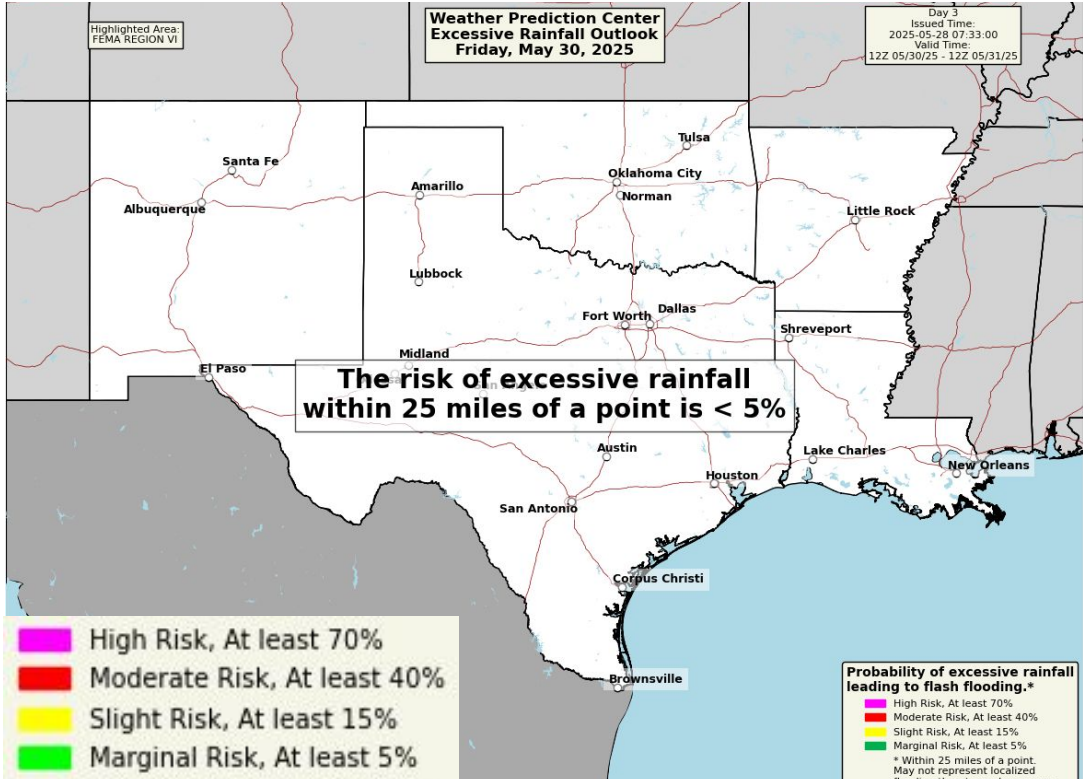 Highlighted Area:
FEMA REGION VI
Weather Prediction Center
Excessive Rainfall Outlook
Friday, May 30, 2025
Day 3
Issued Time:
2025-05-28 07:33:00
Valid Time:
12Z 05/30/25 - 12Z 05/31/25
Tulsa
Santa Fe
Oklahoma City
Amarillo
Norman
Albuquerque
Little Rock
Lubbock
Fort Worth
Dallas
Shreveport
Midland
El Paso
The risk of excessive rainfall
within 25 miles of a point is < 5%
Austin
Lake Charles
New Orleans
Houston
San Antonio
Corpus Christi
Brownsville
High Risk, At least 70%
Moderate Risk, At least 40%
Slight Risk, At least 15%
Marginal Risk, At least 5%
Probability of excessive rainfall
leading to flash flooding.*
High Risk, At least 70%
Moderate Risk, At least 40%
Slight Risk, At least 15%
Marginal Risk, At least 5%
* Within 25 miles of a point.
May not represent localized